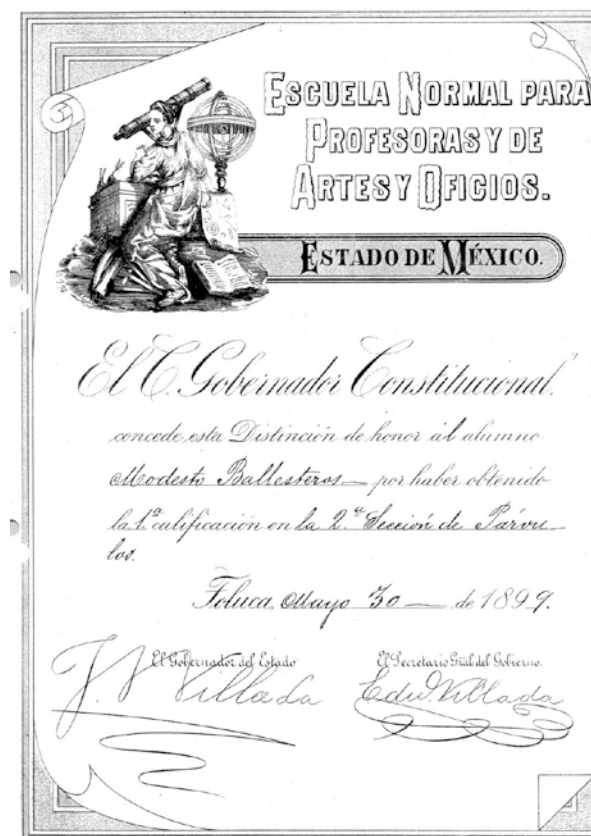 ESCUELA NORMAL PARA
PROFESORAS Y DE
ARTES Y OFICIOS.
ESTADO DE MÉXICO.
El C. Gobernador Constitucional.
concede esta Distinción de honor al alumno
Modesto Ballesteros — por haber obtenido
la 1ª calificación en la 2ª Sección de Párvu-
los.
Toluca, Mayo 30 — de 1899.
El Gobernador del Estado
El Secretario Gral del Gobierno.
J. V Villada
Edu. Villada